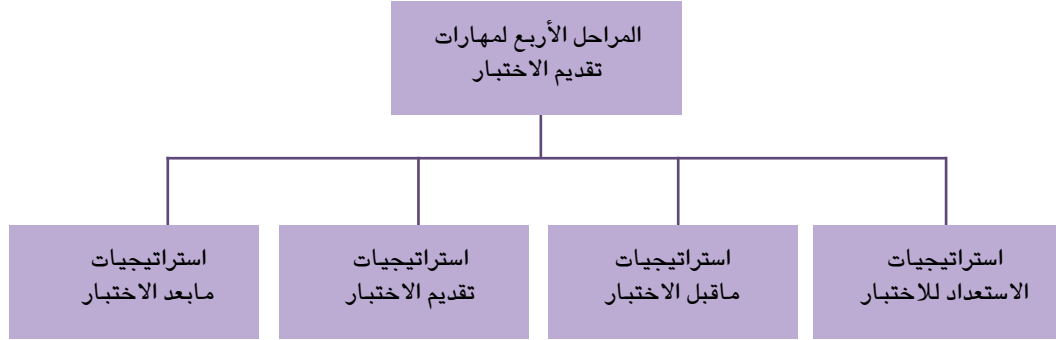 المراحل الأربع لمهارات
تقديم الاختبار
استراتيجيات
الاستعداد للاختبار
استراتيجيات
ماقبل الاختبار
استراتيجيات
تقديم الاختبار
استراتيجيات
مابعد الاختبار